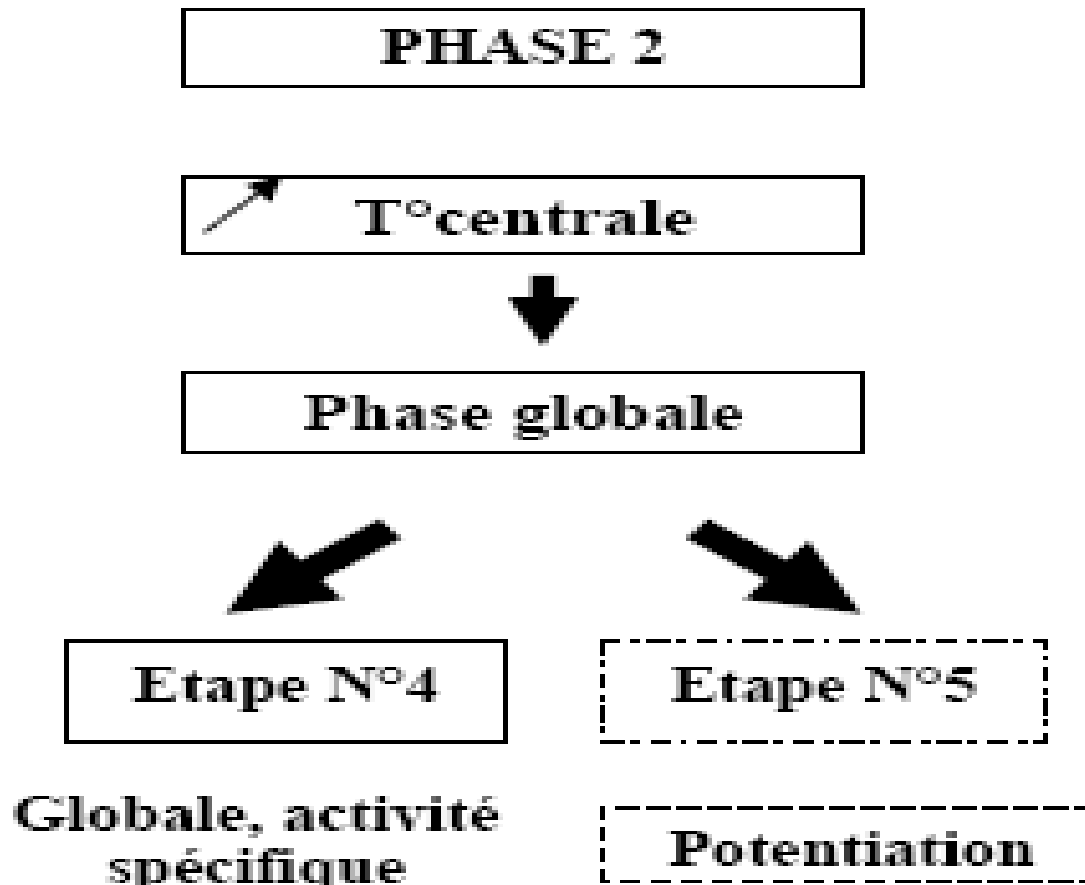 PHASE 2
T°centrale
Phase globale
Etape N°4
Etape N°5
Globale, activité
spécifique
Potentiation